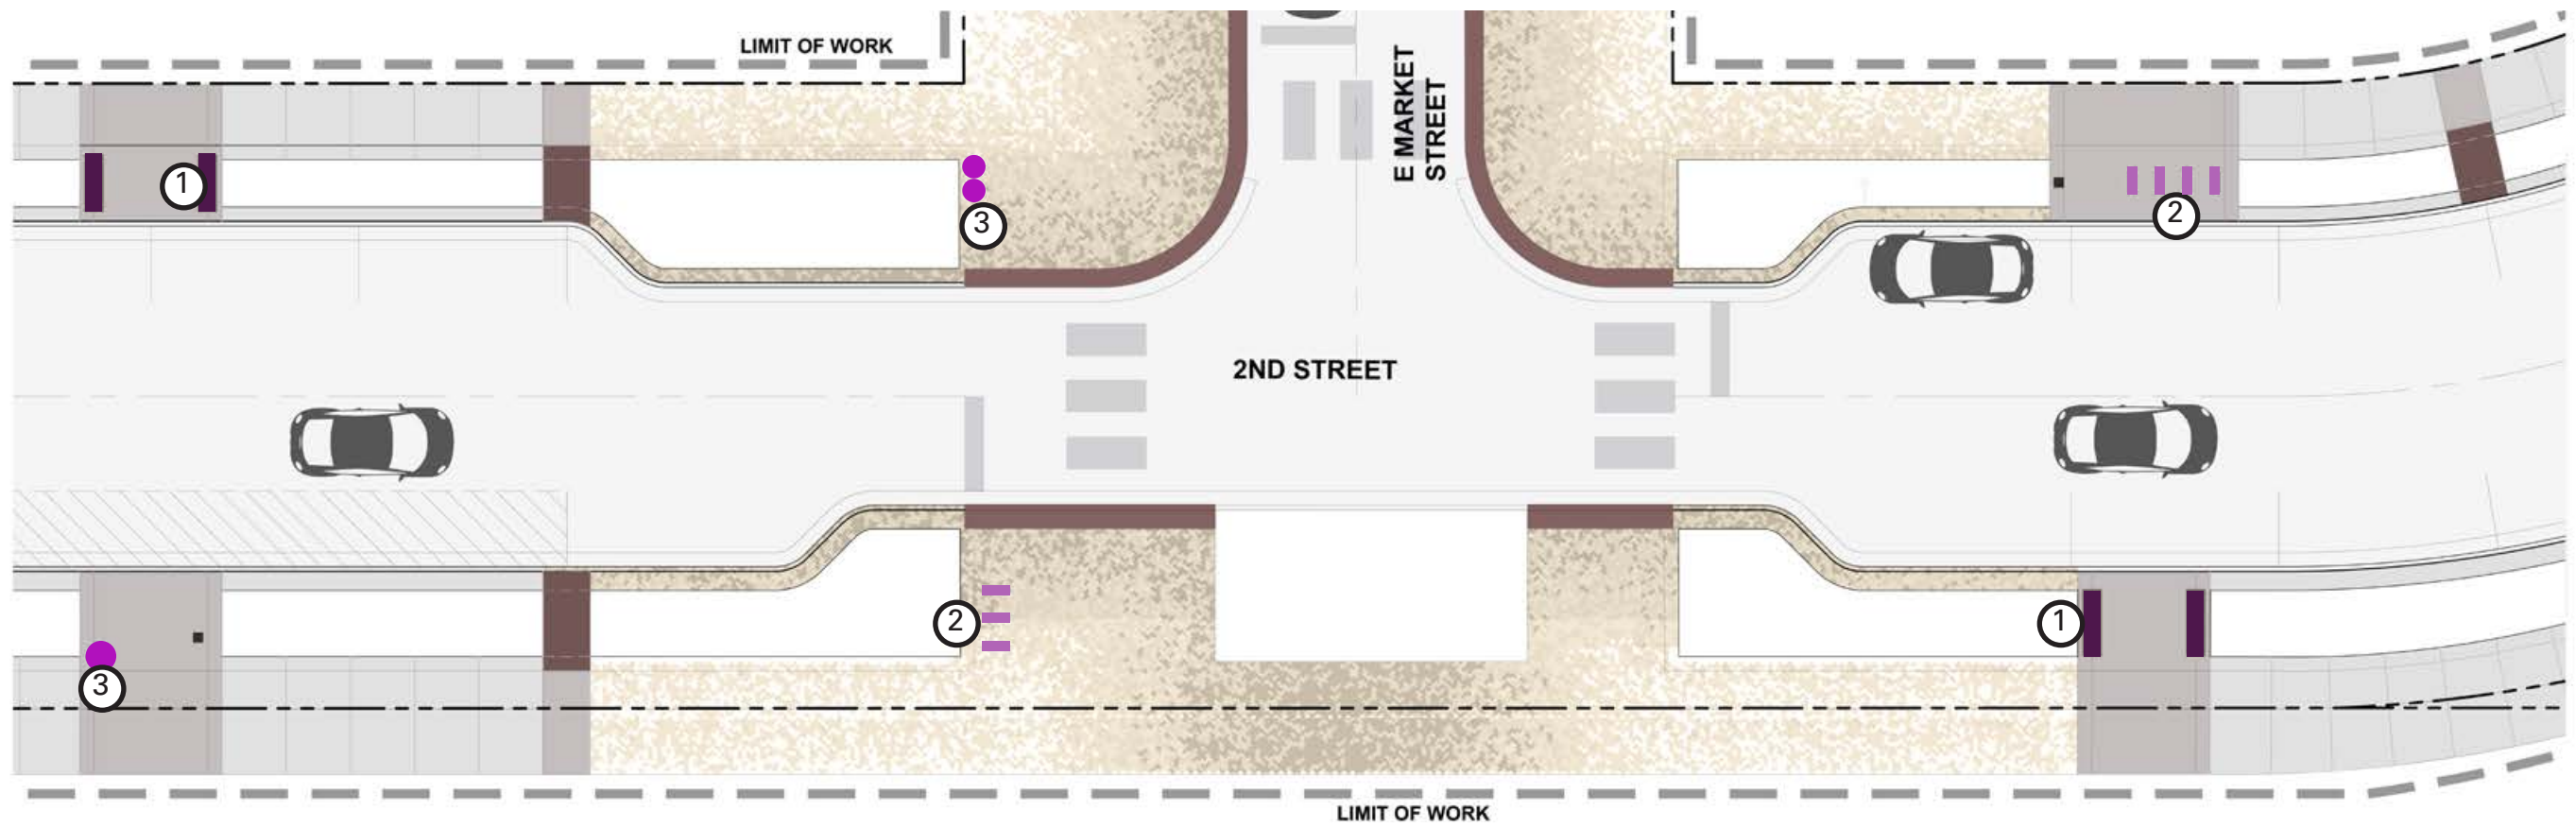 LIMIT OF WORK
E MARKET
STREET
1
3
2
2ND STREET
2
1
3
LIMIT OF WORK